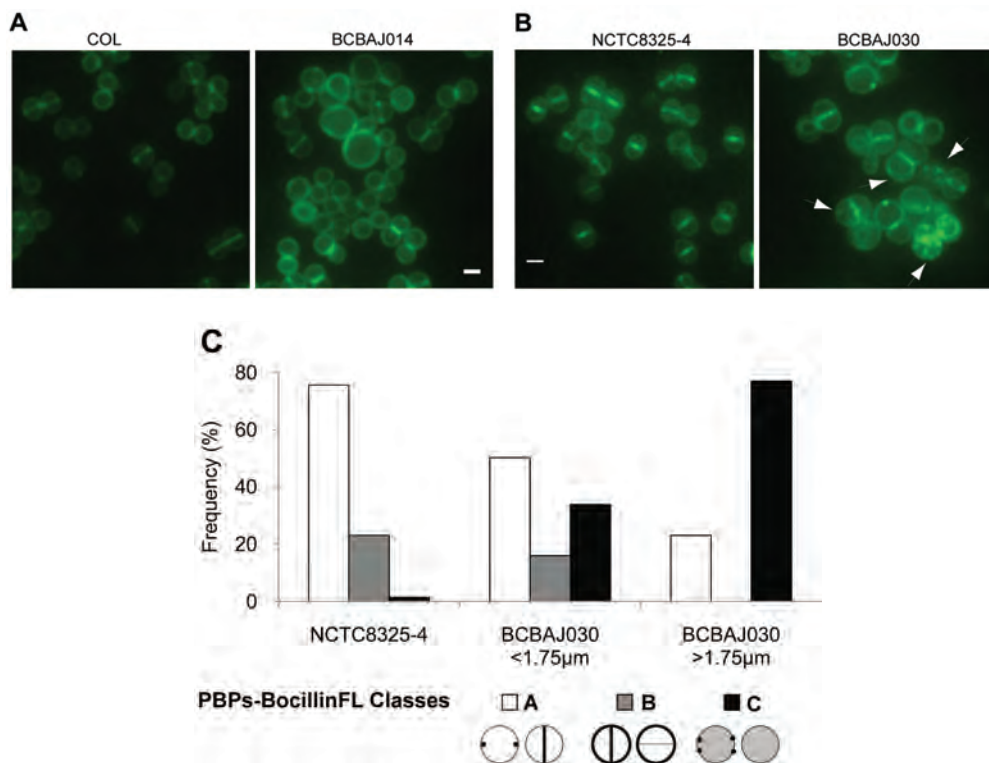 A
COL BCBAJ014
B
NCTC8325-4 BCBAJ030
C
Frequency (%)
80
60
40
20
0
NCTC8325-4
BCBAJ030
<1.75µm
BCBAJ030
>1.75µm
PBPs-BocillinFL Classes A B C